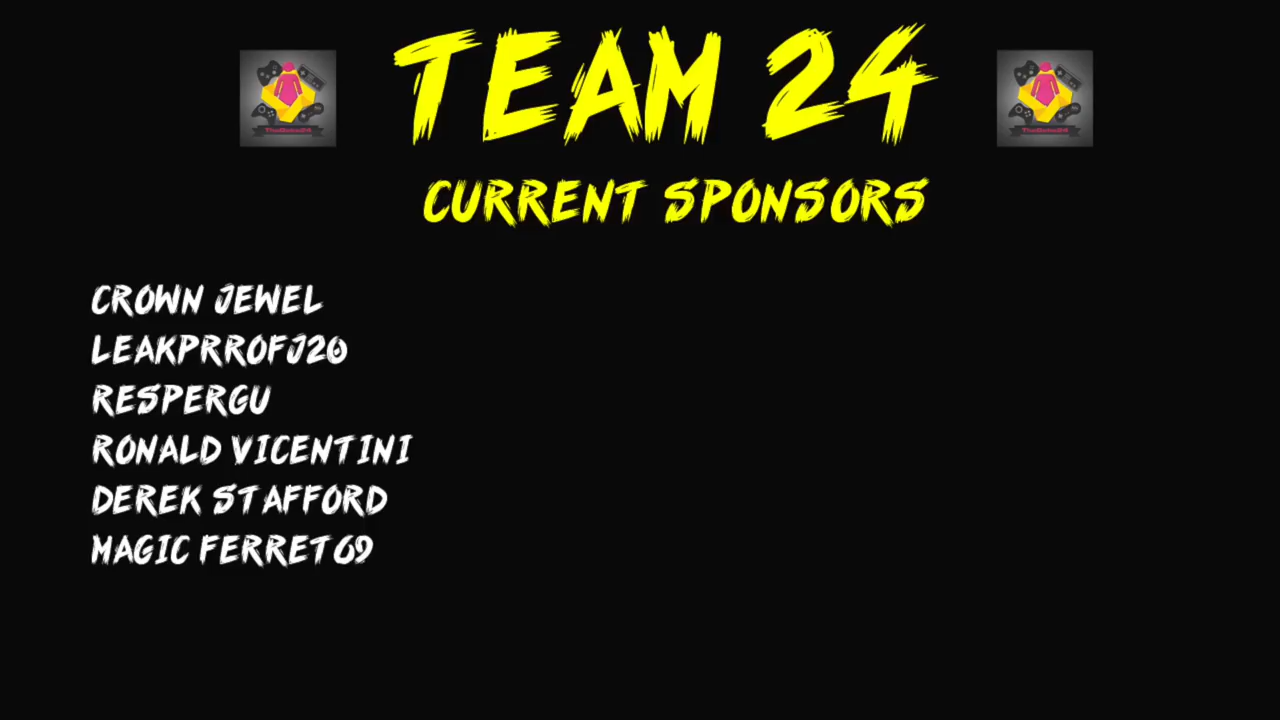 TEAM 24
CURRENT SPONSORS
CROWN JEWEL
LEAKPRROFJ20
RESPERGU
RONALD VICENTINI
DEREK STAFFORD
MAGIC FERRET69